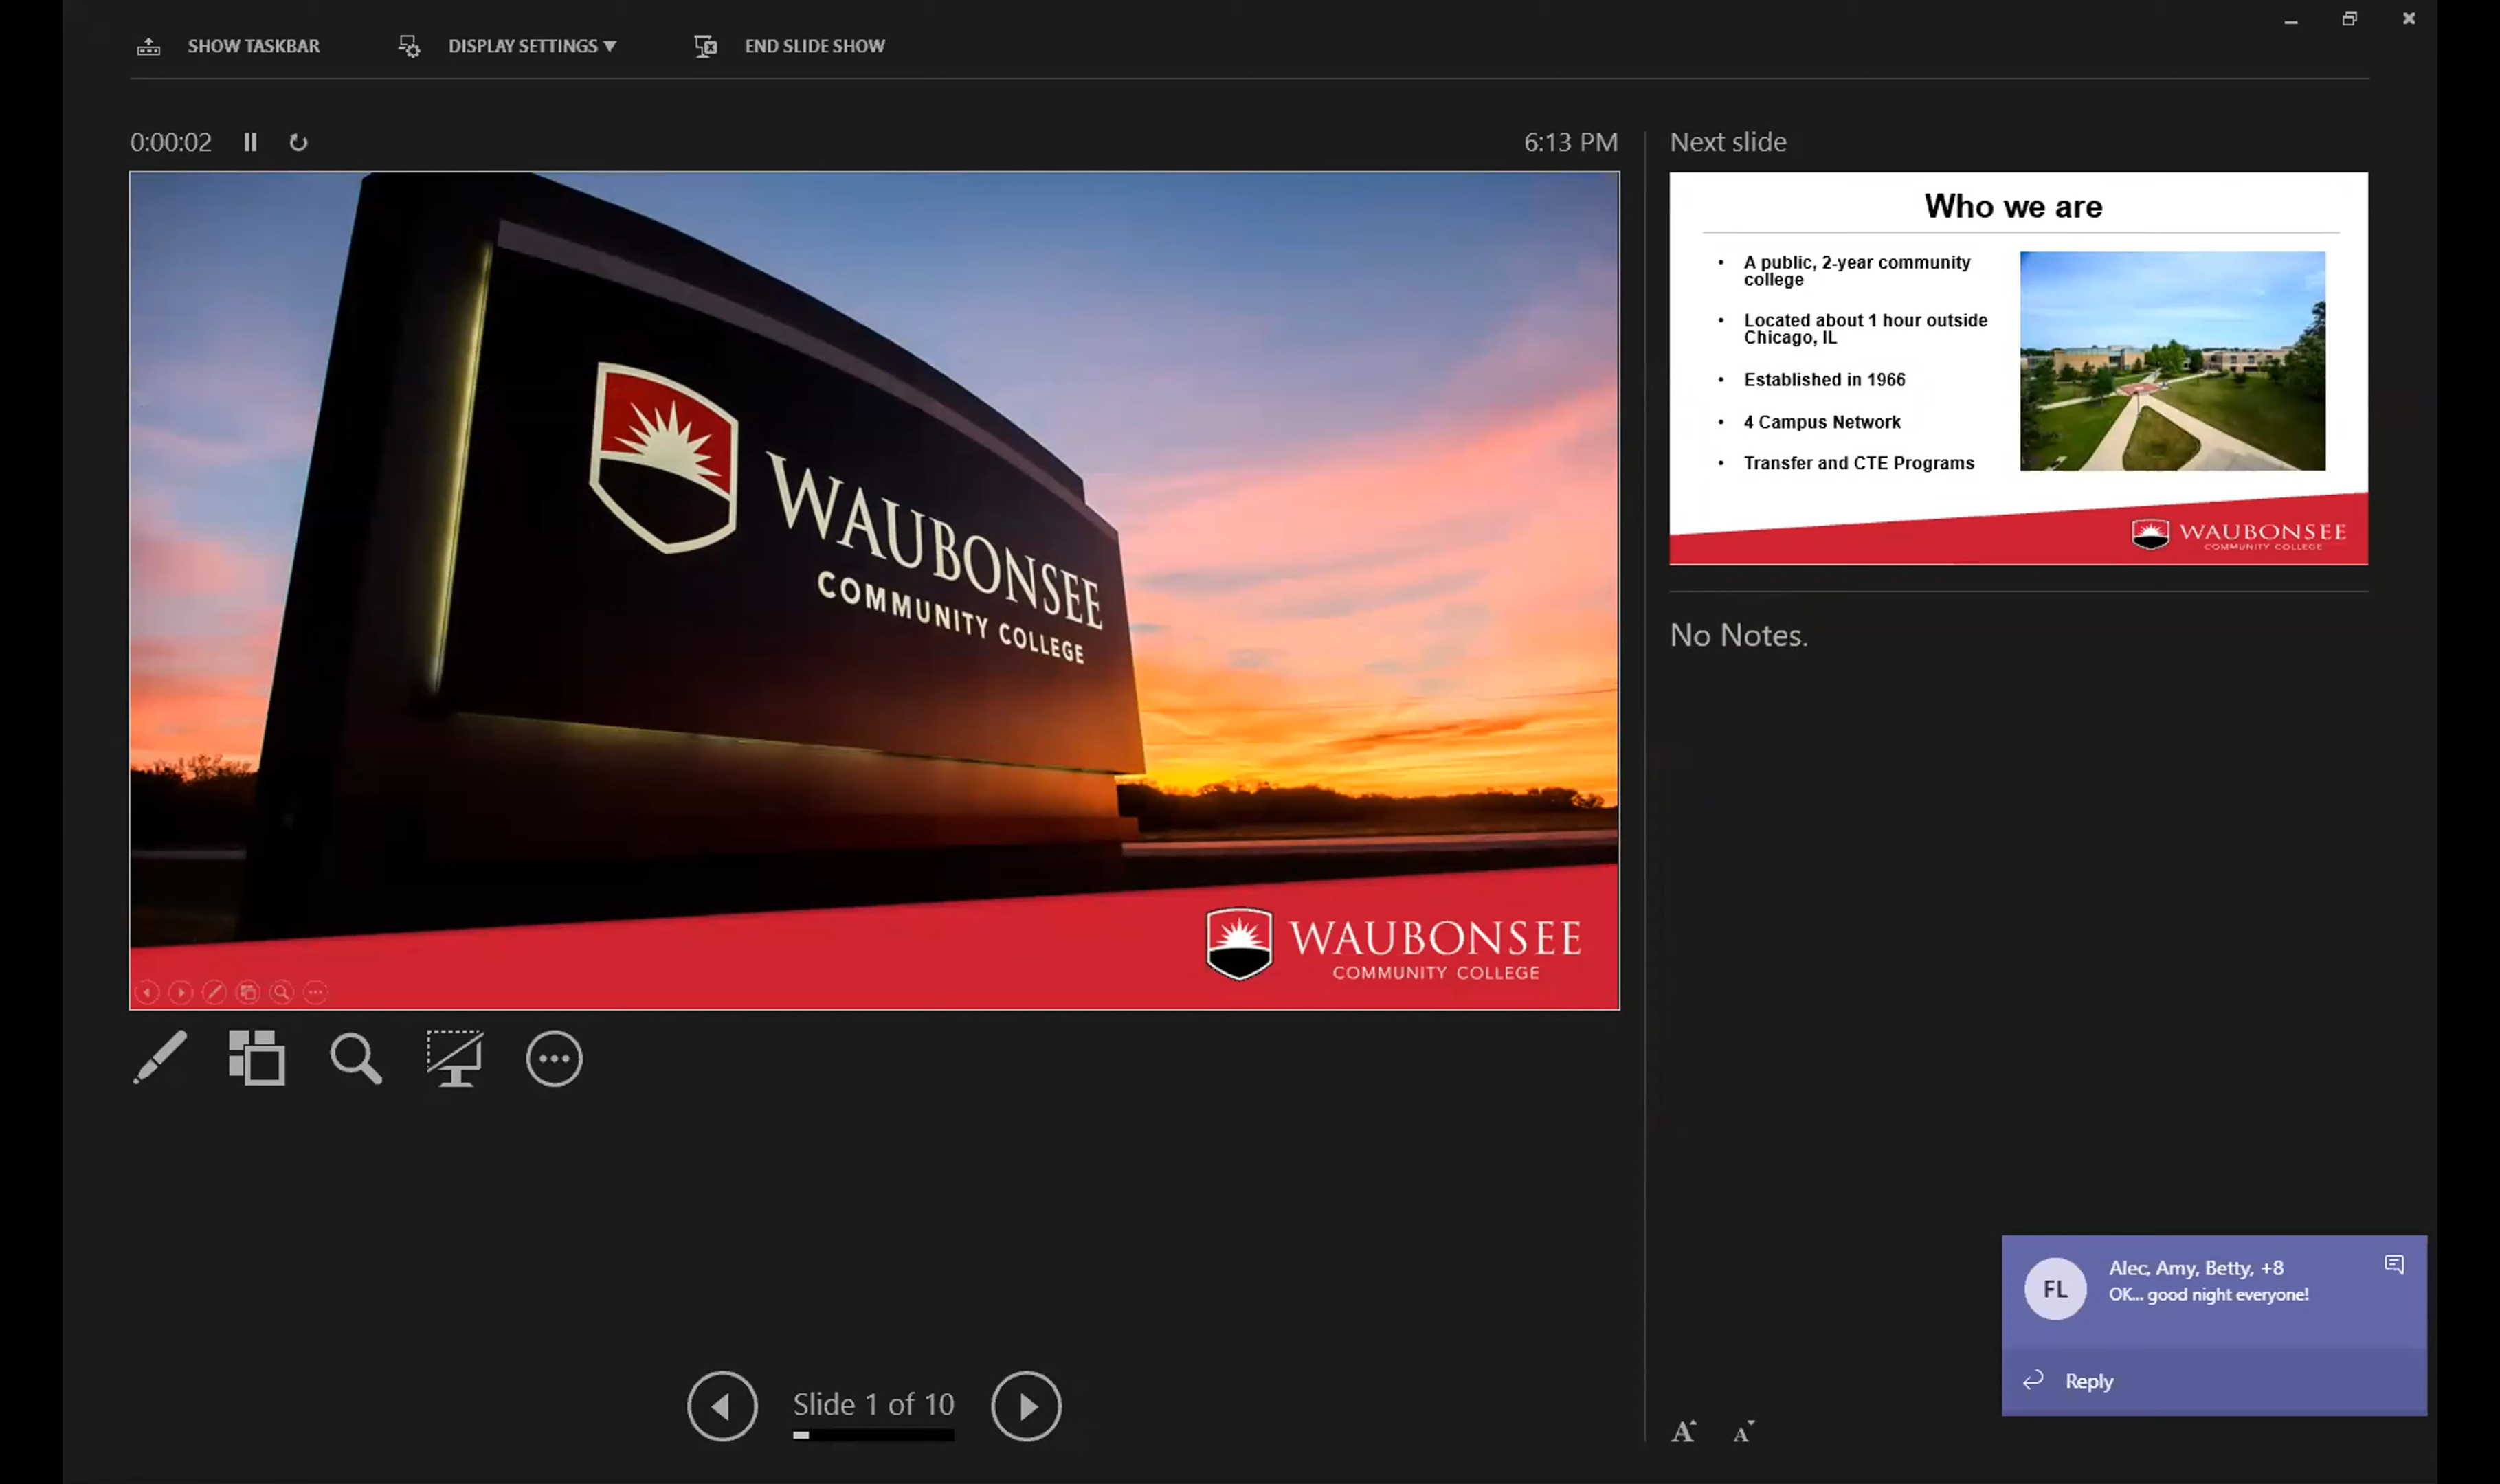 SHOW TASKBAR
DISPLAY SETTINGS ▼
END SLIDE SHOW
0:00:02
6:13 PM
Next slide
WAUBONSEE
COMMUNITY COLLEGE
WAUBONSEE
COMMUNITY COLLEGE
Who we are
• A public, 2-year community
college
• Located about 1 hour outside
Chicago, IL
• Established in 1966
• 4 Campus Network
• Transfer and CTE Programs
WAUBONSEE
COMMUNITY COLLEGE
No Notes.
FL
Alec, Amy, Betty, +8
OK... good night everyone!
Reply
Slide 1 of 10
A
A